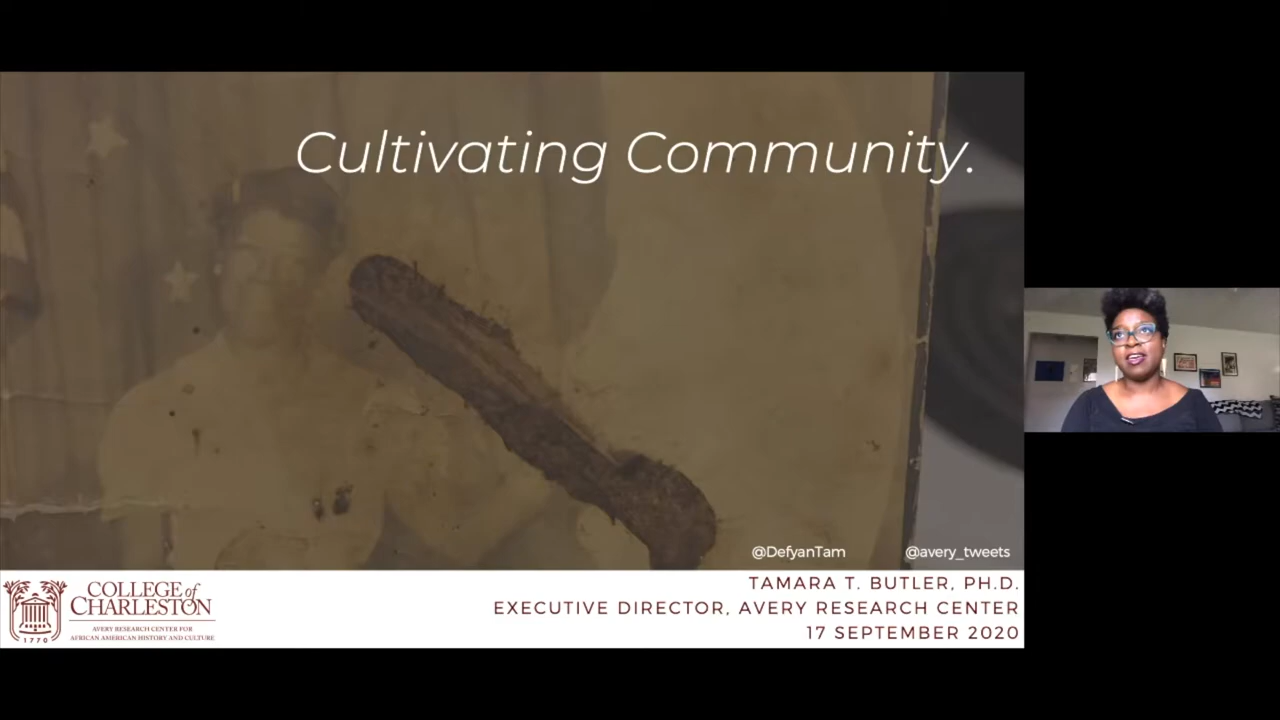 Cultivating Community.
@DefyanTam
@avery_tweets
COLLEGE of
CHARLESTON
AVERY RESEARCH CENTER FOR
AFRICAN AMERICAN HISTORY AND CULTURE
1770
TAMARA T. BUTLER, PH.D.
EXECUTIVE DIRECTOR, AVERY RESEARCH CENTER
17 SEPTEMBER 2020